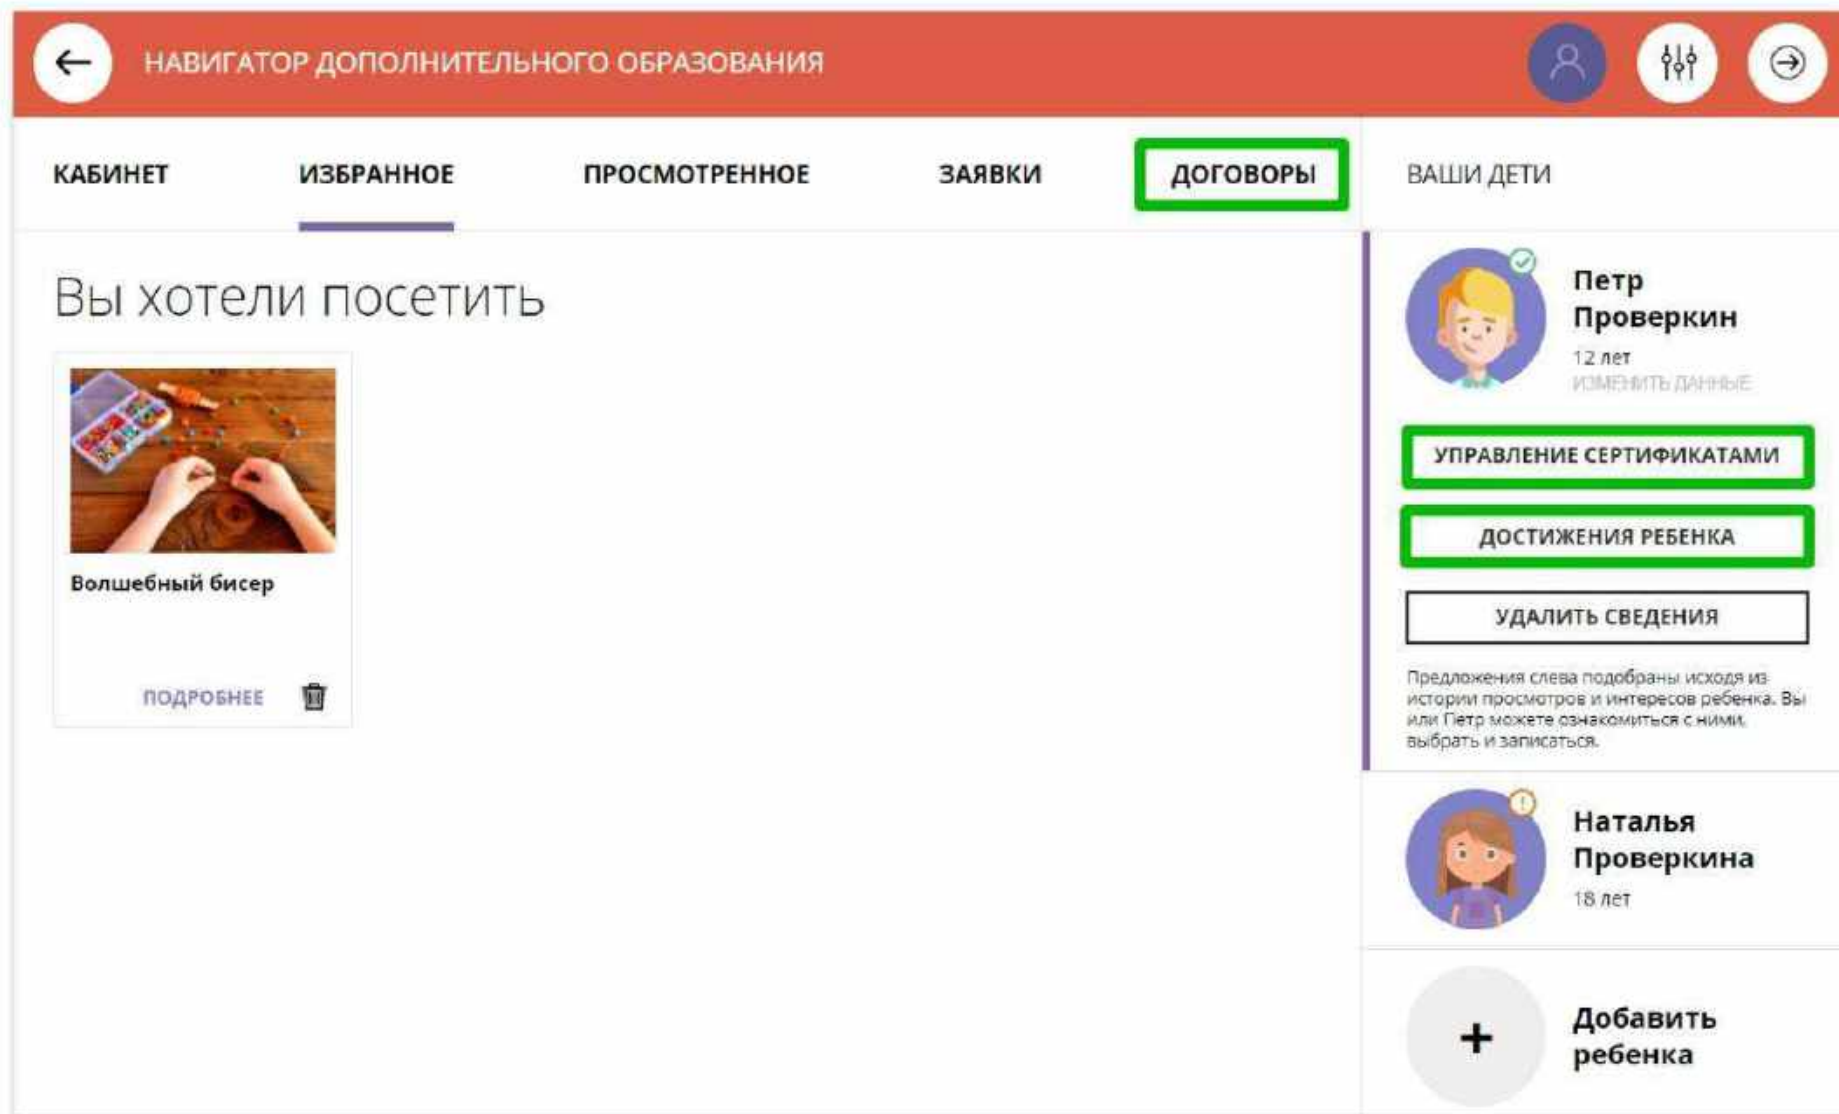 НАВИГАТОР ДОПОЛНИТЕЛЬНОГО ОБРАЗОВАНИЯ
КАБИНЕТ
ИЗБРАННОЕ
ПРОСМОТРЕННОЕ
ЗАЯВКИ
ДОГОВОРЫ
ВАШИ ДЕТИ
Вы хотели посетить
Волшебный бисер
ПОДРОБНЕЕ
Петр
Проверкин
12 лет
ИЗМЕНИТЬ ДАННЫЕ
УПРАВЛЕНИЕ СЕРТИФИКАТАМИ
ДОСТИЖЕНИЯ РЕБЕНКА
УДАЛИТЬ СВЕДЕНИЯ
Предложения слева подобраны исходя из
истории просмотров и интересов ребенка. Вы
или Петр можете ознакомиться с ними,
выбрать и записаться.
Наталья
Проверкина
18 лет
Добавить
ребенка